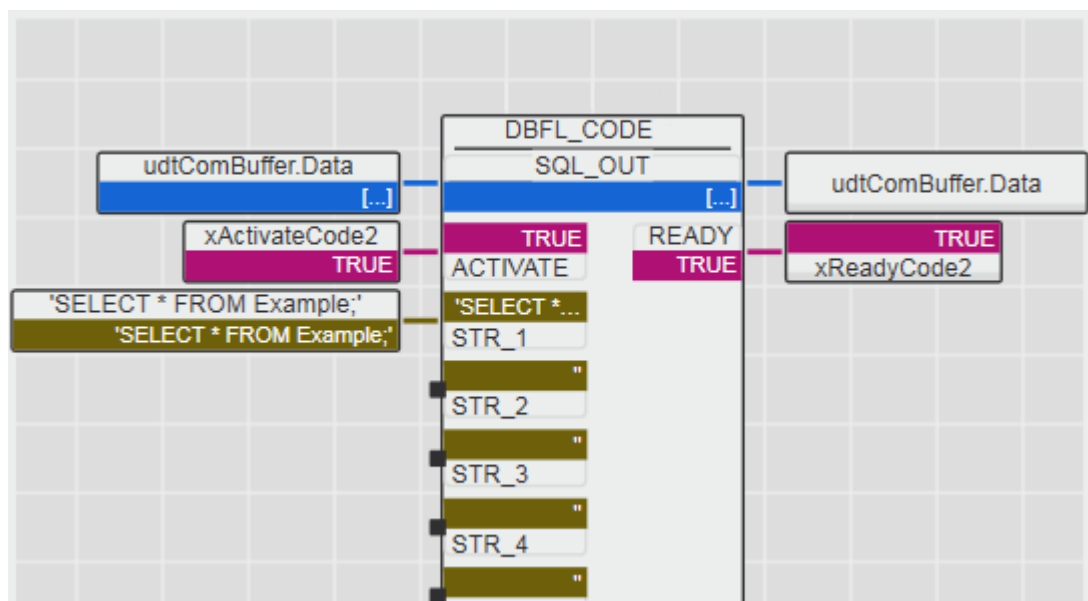 DBFL_CODE
udtComBuffer.Data
[...]
SQL_OUT
[...]
udtComBuffer.Data
xActivateCode2
TRUE
TRUE
ACTIVATE
READY
TRUE
TRUE
xReadyCode2
'SELECT * FROM Example;'
'SELECT * FROM Example;'
'SELECT *...
STR_1
''
STR_2
''
STR_3
''
STR_4
''